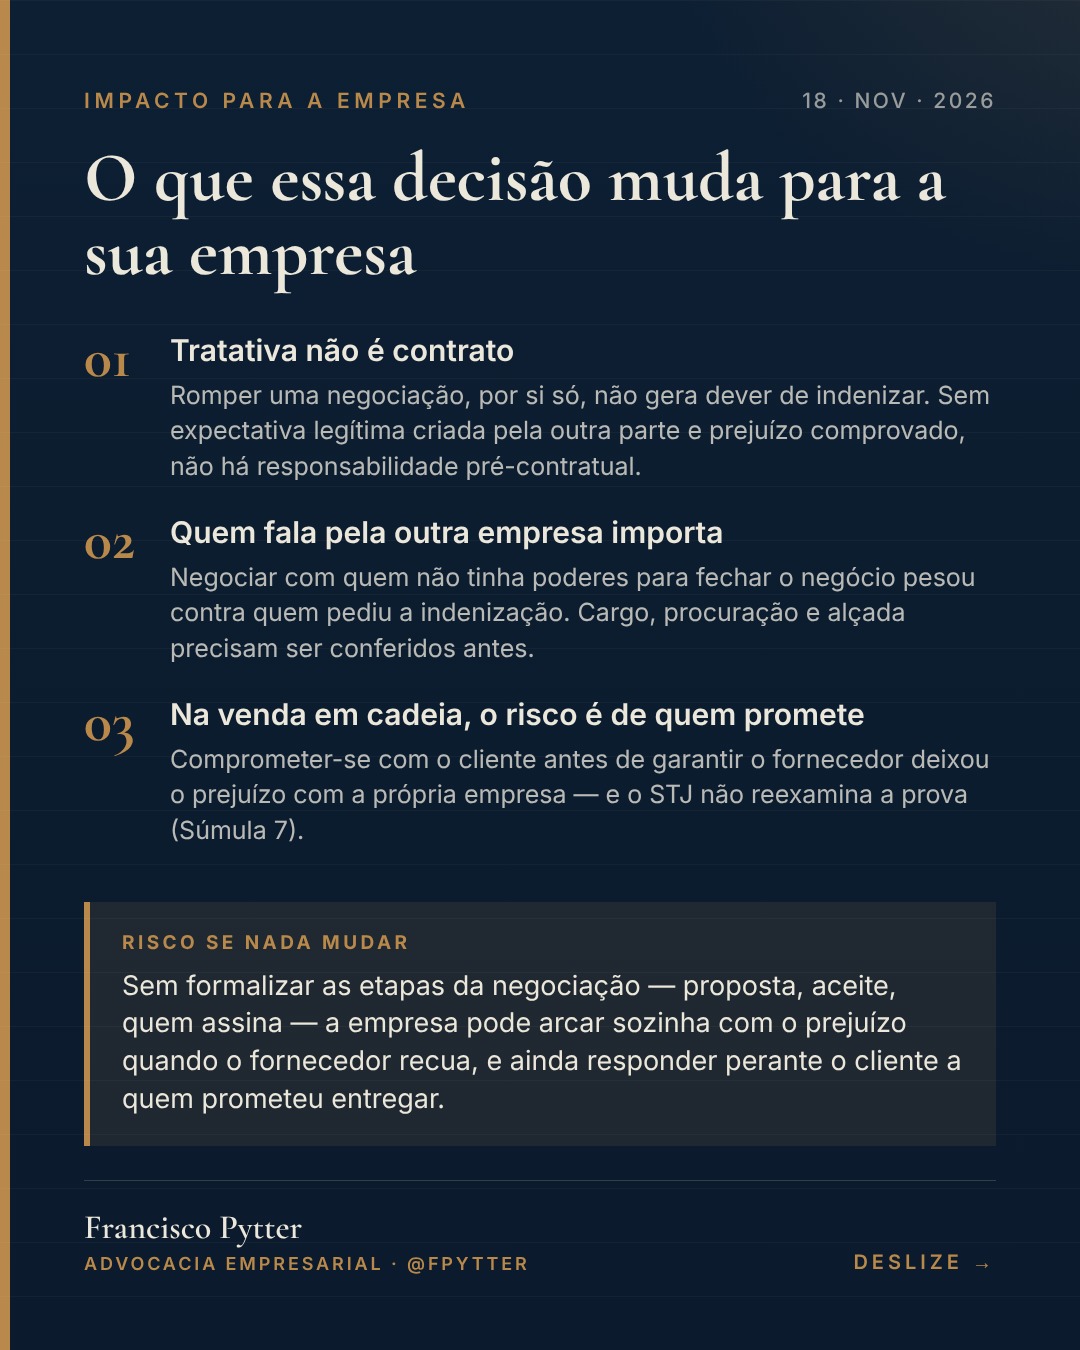 IMPACTO PARA A EMPRESA
18 · NOV · 2026
O que essa decisão muda para a
sua empresa
01
Tratativa não é contrato
Romper uma negociação, por si só, não gera dever de indenizar. Sem
expectativa legítima criada pela outra parte e prejuízo comprovado,
não há responsabilidade pré-contratual.
02
Quem fala pela outra empresa importa
Negociar com quem não tinha poderes para fechar o negócio pesou
contra quem pediu a indenização. Cargo, procuração e alçada
precisam ser conferidos antes.
03
Na venda em cadeia, o risco é de quem promete
Comprometer-se com o cliente antes de garantir o fornecedor deixou
o prejuízo com a própria empresa — e o STJ não reexamina a prova
(Súmula 7).
RISCO SE NADA MUDAR
Sem formalizar as etapas da negociação — proposta, aceite,
quem assina — a empresa pode arcar sozinha com o prejuízo
quando o fornecedor recua, e ainda responder perante o cliente a
quem prometeu entregar.
Francisco Pytter
ADVOCACIA EMPRESARIAL · @FPYTTER
DESLIZE →